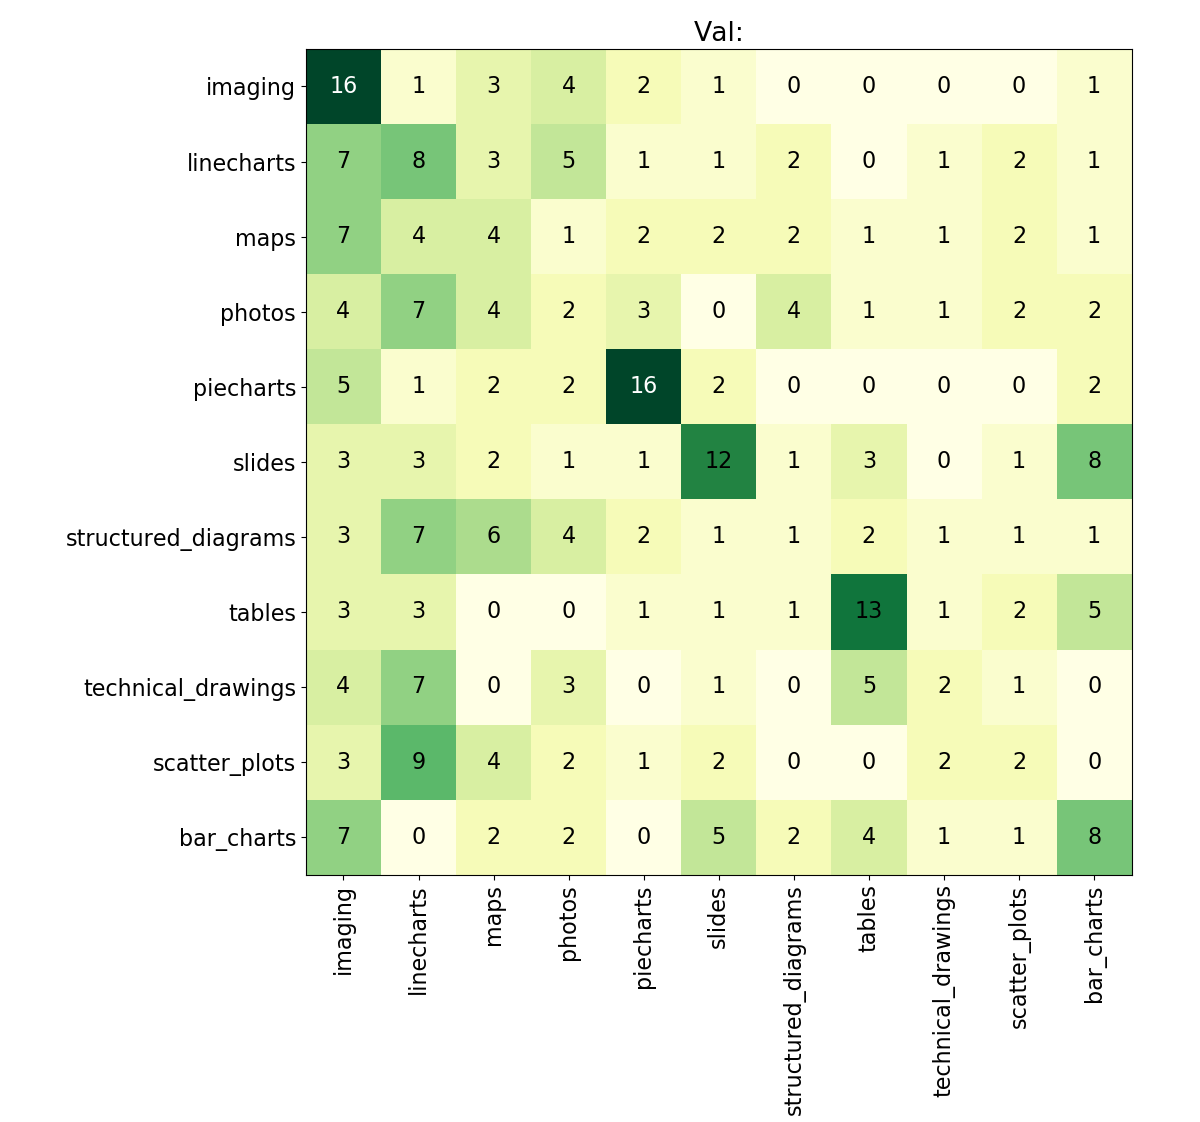 Val:
imaging 16 1 3 4 2 1 0 0 0 0 1
linecharts 7 8 3 5 1 1 2 0 1 2 1
maps 7 4 4 1 2 2 2 1 1 2 1
photos 4 7 4 2 3 0 4 1 1 2 2
piecharts 5 1 2 2 16 2 0 0 0 0 2
slides 3 3 2 1 1 12 1 3 0 1 8
structured_diagrams 3 7 6 4 2 1 1 2 1 1 1
tables 3 3 0 0 1 1 1 13 1 2 5
technical_drawings 4 7 0 3 0 1 0 5 2 1 0
scatter_plots 3 9 4 2 1 2 0 0 2 2 0
bar_charts 7 0 2 2 0 5 2 4 1 1 8
imaging
linecharts
maps
photos
piecharts
slides
structured_diagrams
tables
technical_drawings
scatter_plots
bar_charts